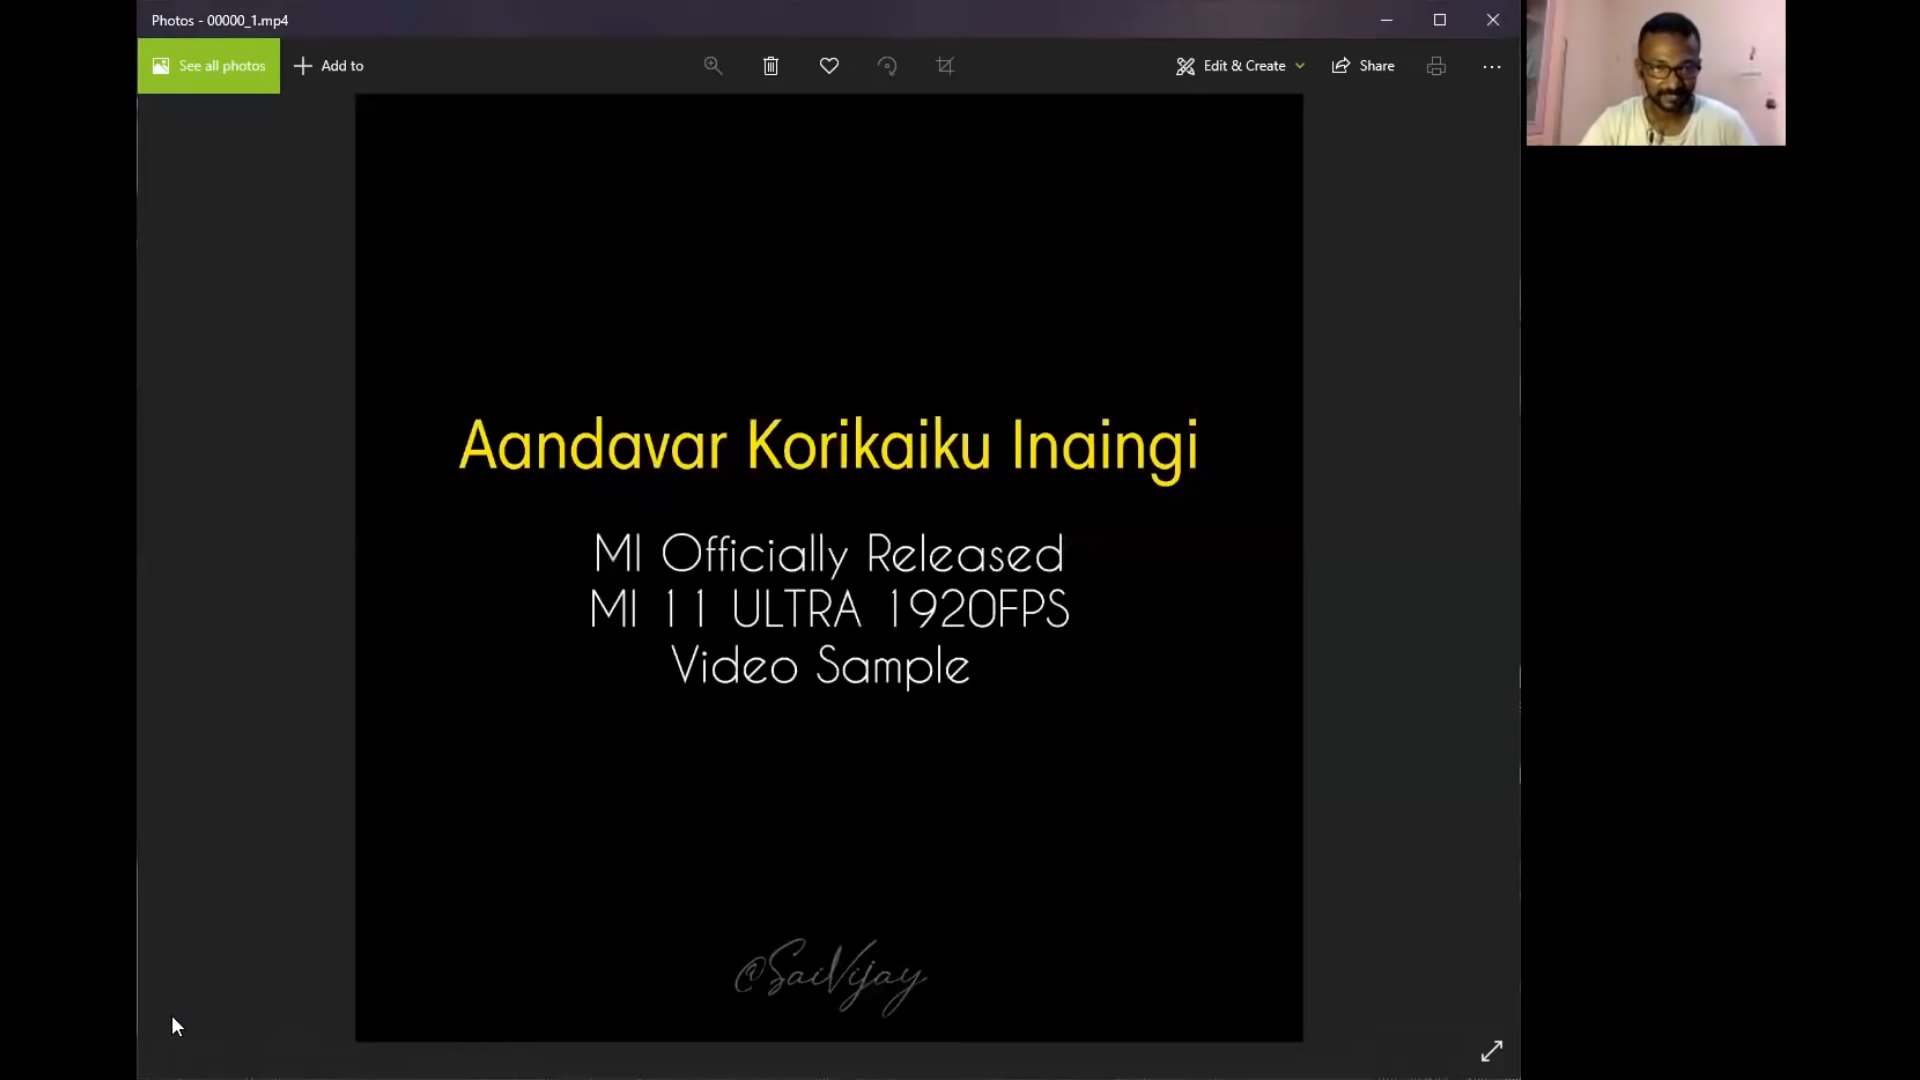 Photos - 00000_1.mp4
See all photos
Add to
Edit & Create
Share
Aandavar Korikaiku Inaingi
MI Officially Released
MI 11 ULTRA 1920FPS
Video Sample
@SaiVijay